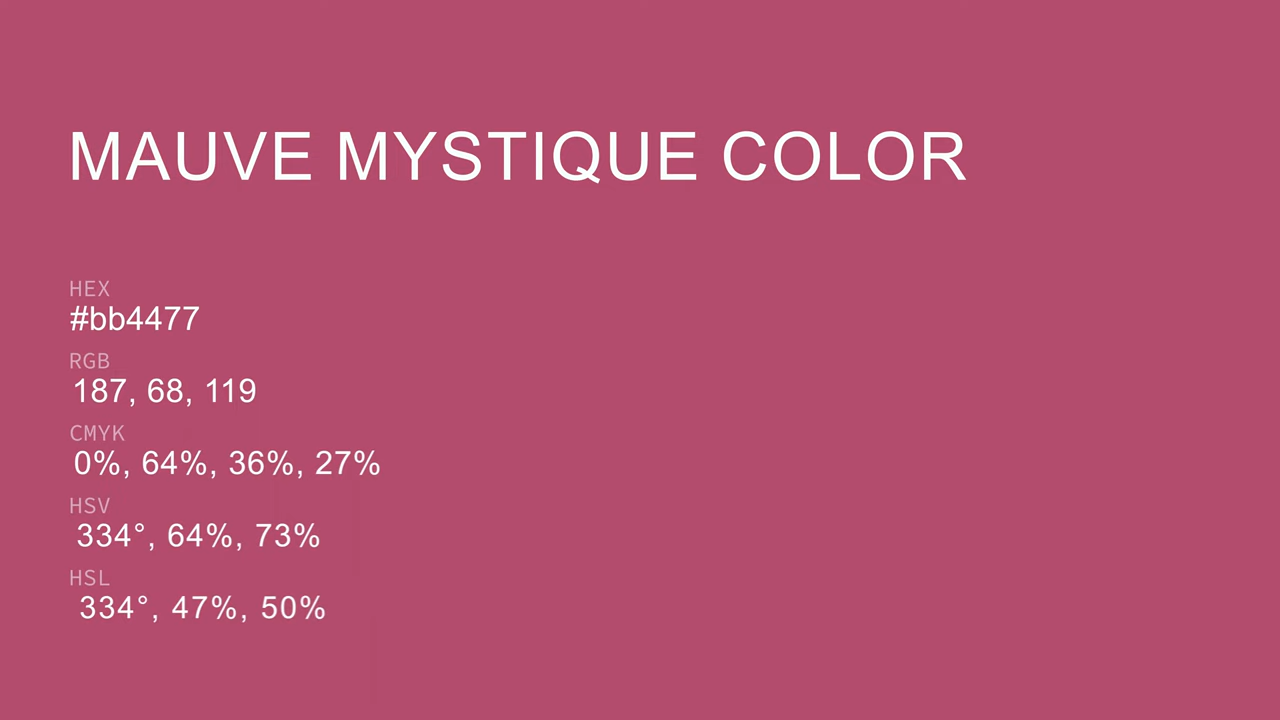 MAUVE MYSTIQUE COLOR
HEX
#bb4477
RGB
187, 68, 119
CMYK
0%, 64%, 36%, 27%
HSV
334°, 64%, 73%
HSL
334°, 47%, 50%